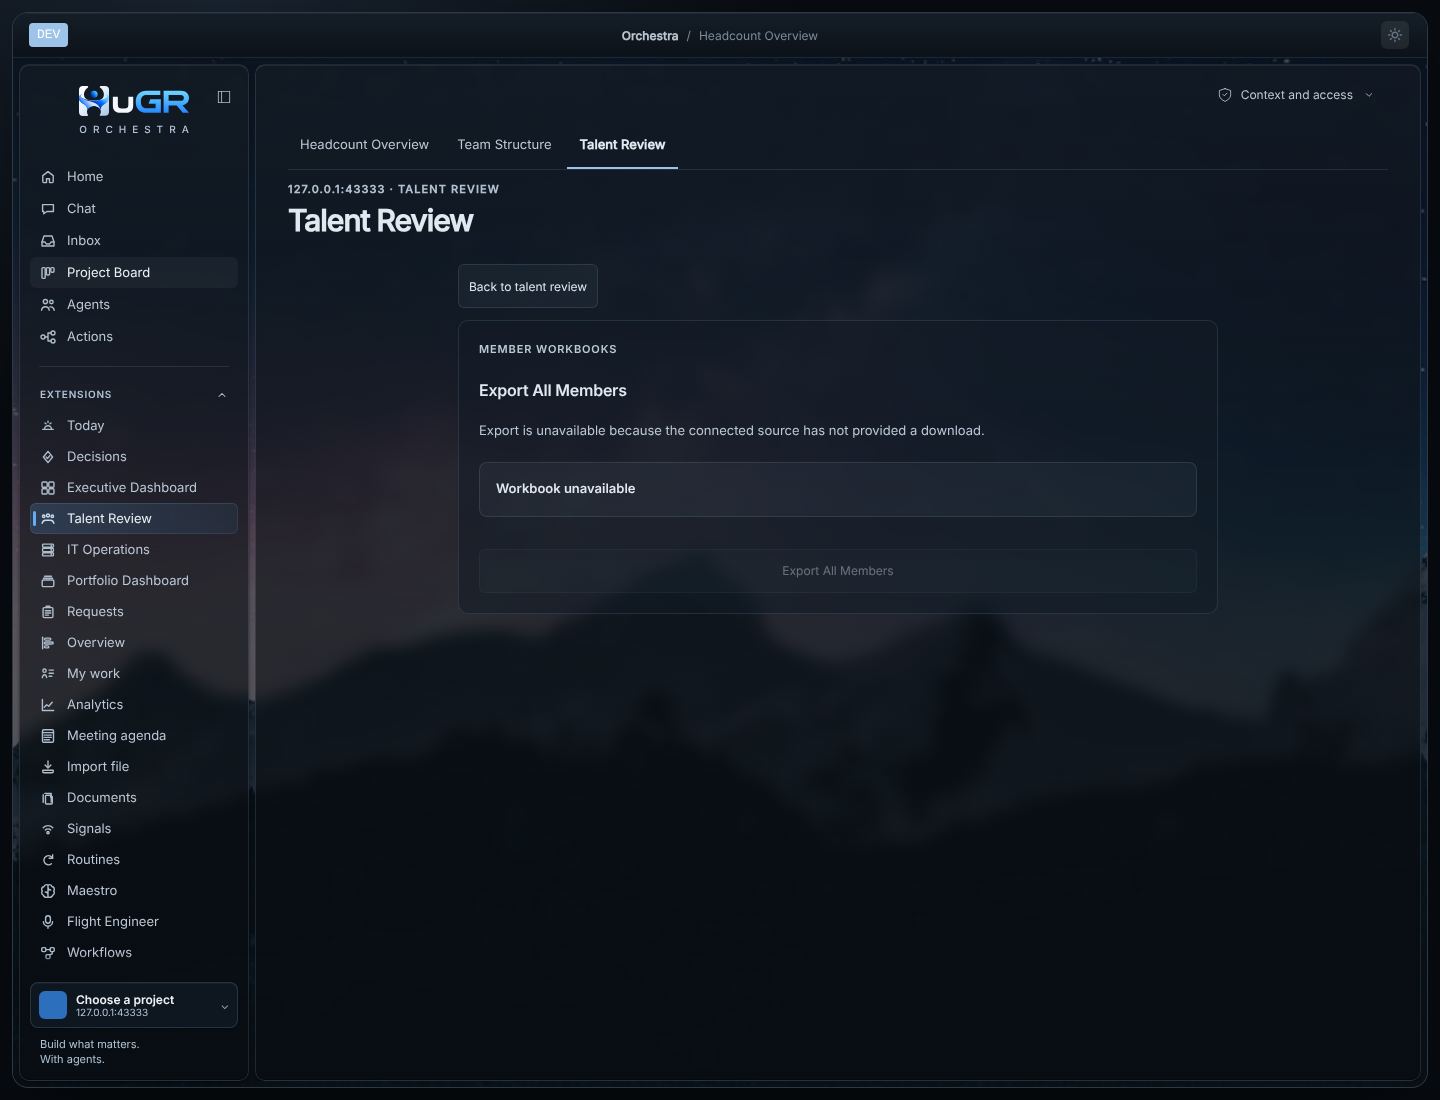 DEV
Orchestra / Headcount Overview
HuGR
ORCHESTRA
Context and access
Home
Chat
Inbox
Project Board
Agents
Actions
EXTENSIONS
Today
Decisions
Executive Dashboard
Talent Review
IT Operations
Portfolio Dashboard
Requests
Overview
My work
Analytics
Meeting agenda
Import file
Documents
Signals
Routines
Maestro
Flight Engineer
Workflows
Choose a project
127.0.0.1:43333
Build what matters.
With agents.
Headcount Overview Team Structure Talent Review
127.0.0.1:43333 · TALENT REVIEW
Talent Review
Back to talent review
MEMBER WORKBOOKS
Export All Members
Export is unavailable because the connected source has not provided a download.
Workbook unavailable
Export All Members